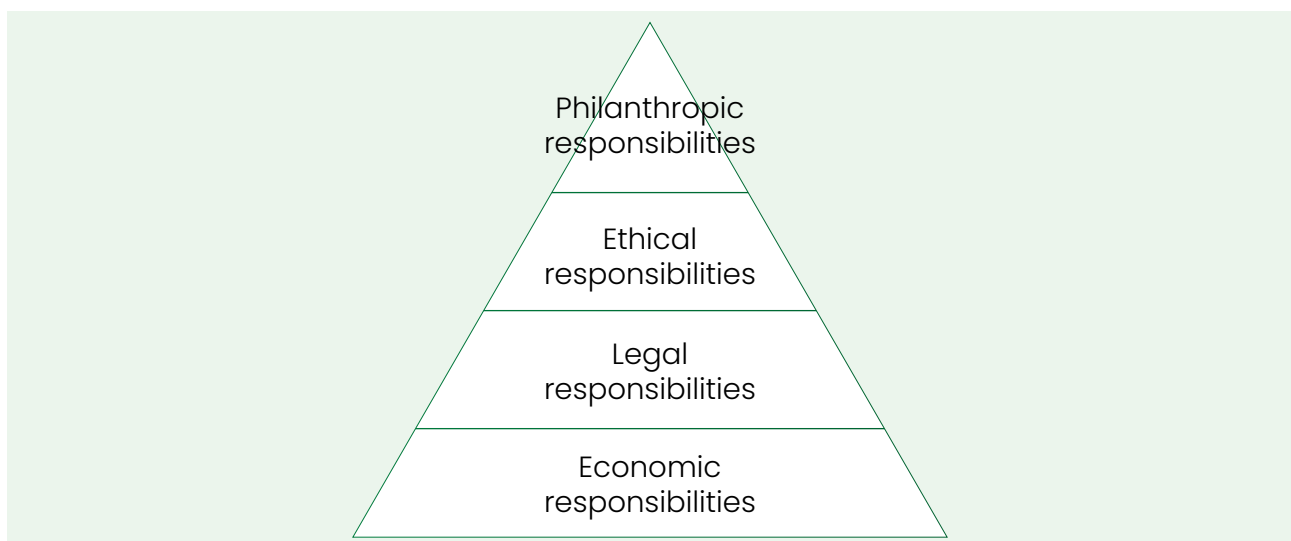 Philanthropic
responsibilities
Ethical
responsibilities
Legal
responsibilities
Economic
responsibilities